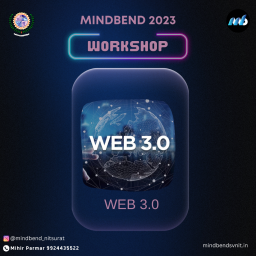 MINDBEND 2023
WORKSHOP
WEB 3.0
WEB 3.0
@mindbend_nitsurat
Mihir Parmar 9924435522
mindbendsvnit.in